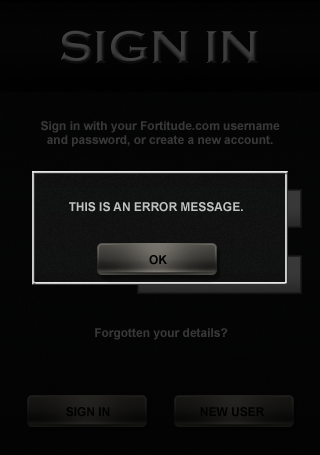 SIGN IN
Sign in with your Fortitude.com username
and password, or create a new account.
THIS IS AN ERROR MESSAGE.
OK
Forgotten your details?
SIGN IN
NEW USER